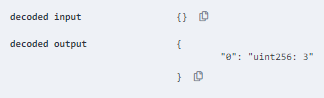 decoded input {}
decoded output {
"0": "uint256: 3"
}